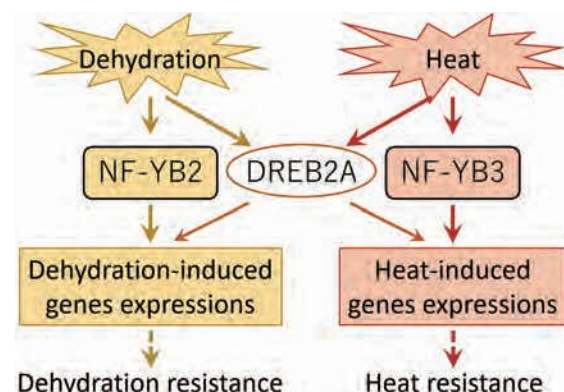 Dehydration
Heat
NF-YB2
DREB2A
NF-YB3
Dehydration-induced
genes expressions
Heat-induced
genes expressions
Dehydration resistance
Heat resistance